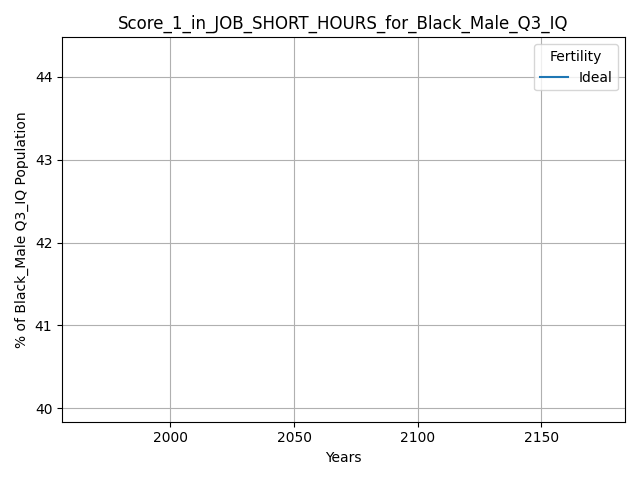 Score_1_in_JOB_SHORT_HOURS_for_Black_Male_Q3_IQ
Fertility
Ideal
% of Black_Male Q3_IQ Population
44
43
42
41
40
2000
2050
2100
2150
Years